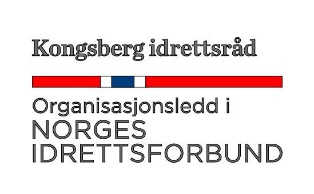 Kongsberg idrettsråd
Organisasjonsledd i
NORGES
IDRETTSFORBUND